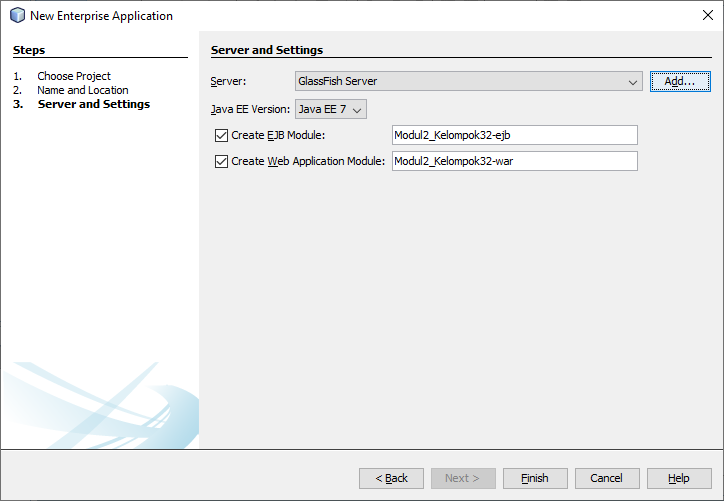 New Enterprise Application
Steps
1. Choose Project
2. Name and Location
3. Server and Settings
Server and Settings
Server: GlassFish Server Add...
Java EE Version: Java EE 7
Create EJB Module: Modul2_Kelompok32-ejb
Create Web Application Module: Modul2_Kelompok32-war
< Back Next > Finish Cancel Help